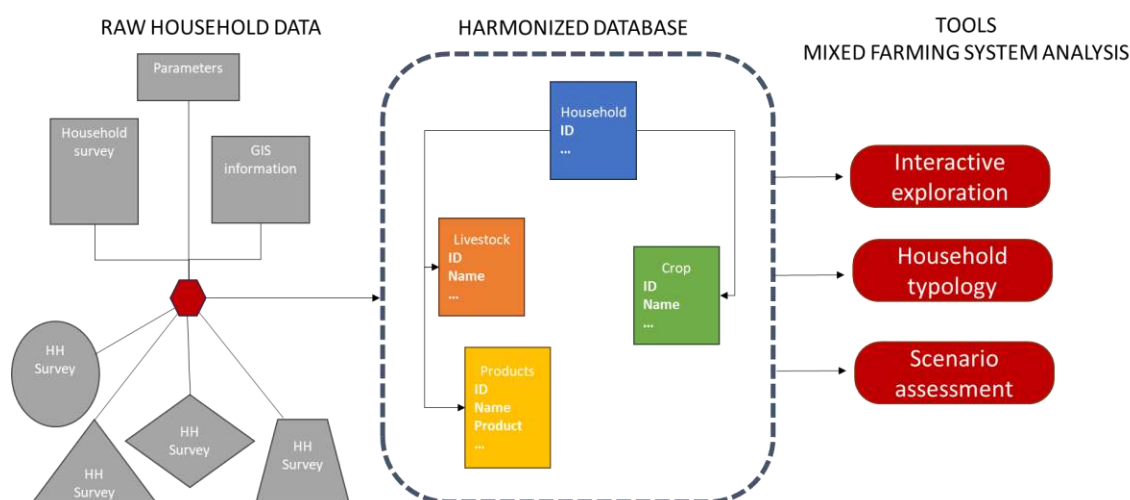 RAW HOUSEHOLD DATA
Parameters
Household
survey
GIS
information
HH
Survey
HH
Survey
HH
Survey
HH
Survey
HARMONIZED DATABASE
Household
ID
...
Livestock
ID
Name
...
Crop
ID
Name
...
Products
ID
Name
Product
...
TOOLS
MIXED FARMING SYSTEM ANALYSIS
Interactive
exploration
Household
typology
Scenario
assessment